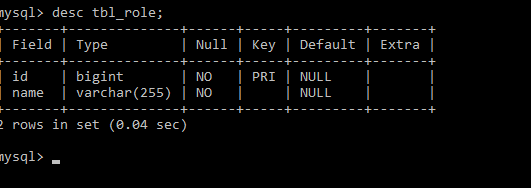 mysql> desc tbl_role;
+-------+--------------+------+-----+---------+-------+
| Field | Type         | Null | Key | Default | Extra |
+-------+--------------+------+-----+---------+-------+
| id    | bigint       | NO   | PRI | NULL    |       |
| name  | varchar(255) | NO   |     | NULL    |       |
+-------+--------------+------+-----+---------+-------+
2 rows in set (0.04 sec)
mysql> _